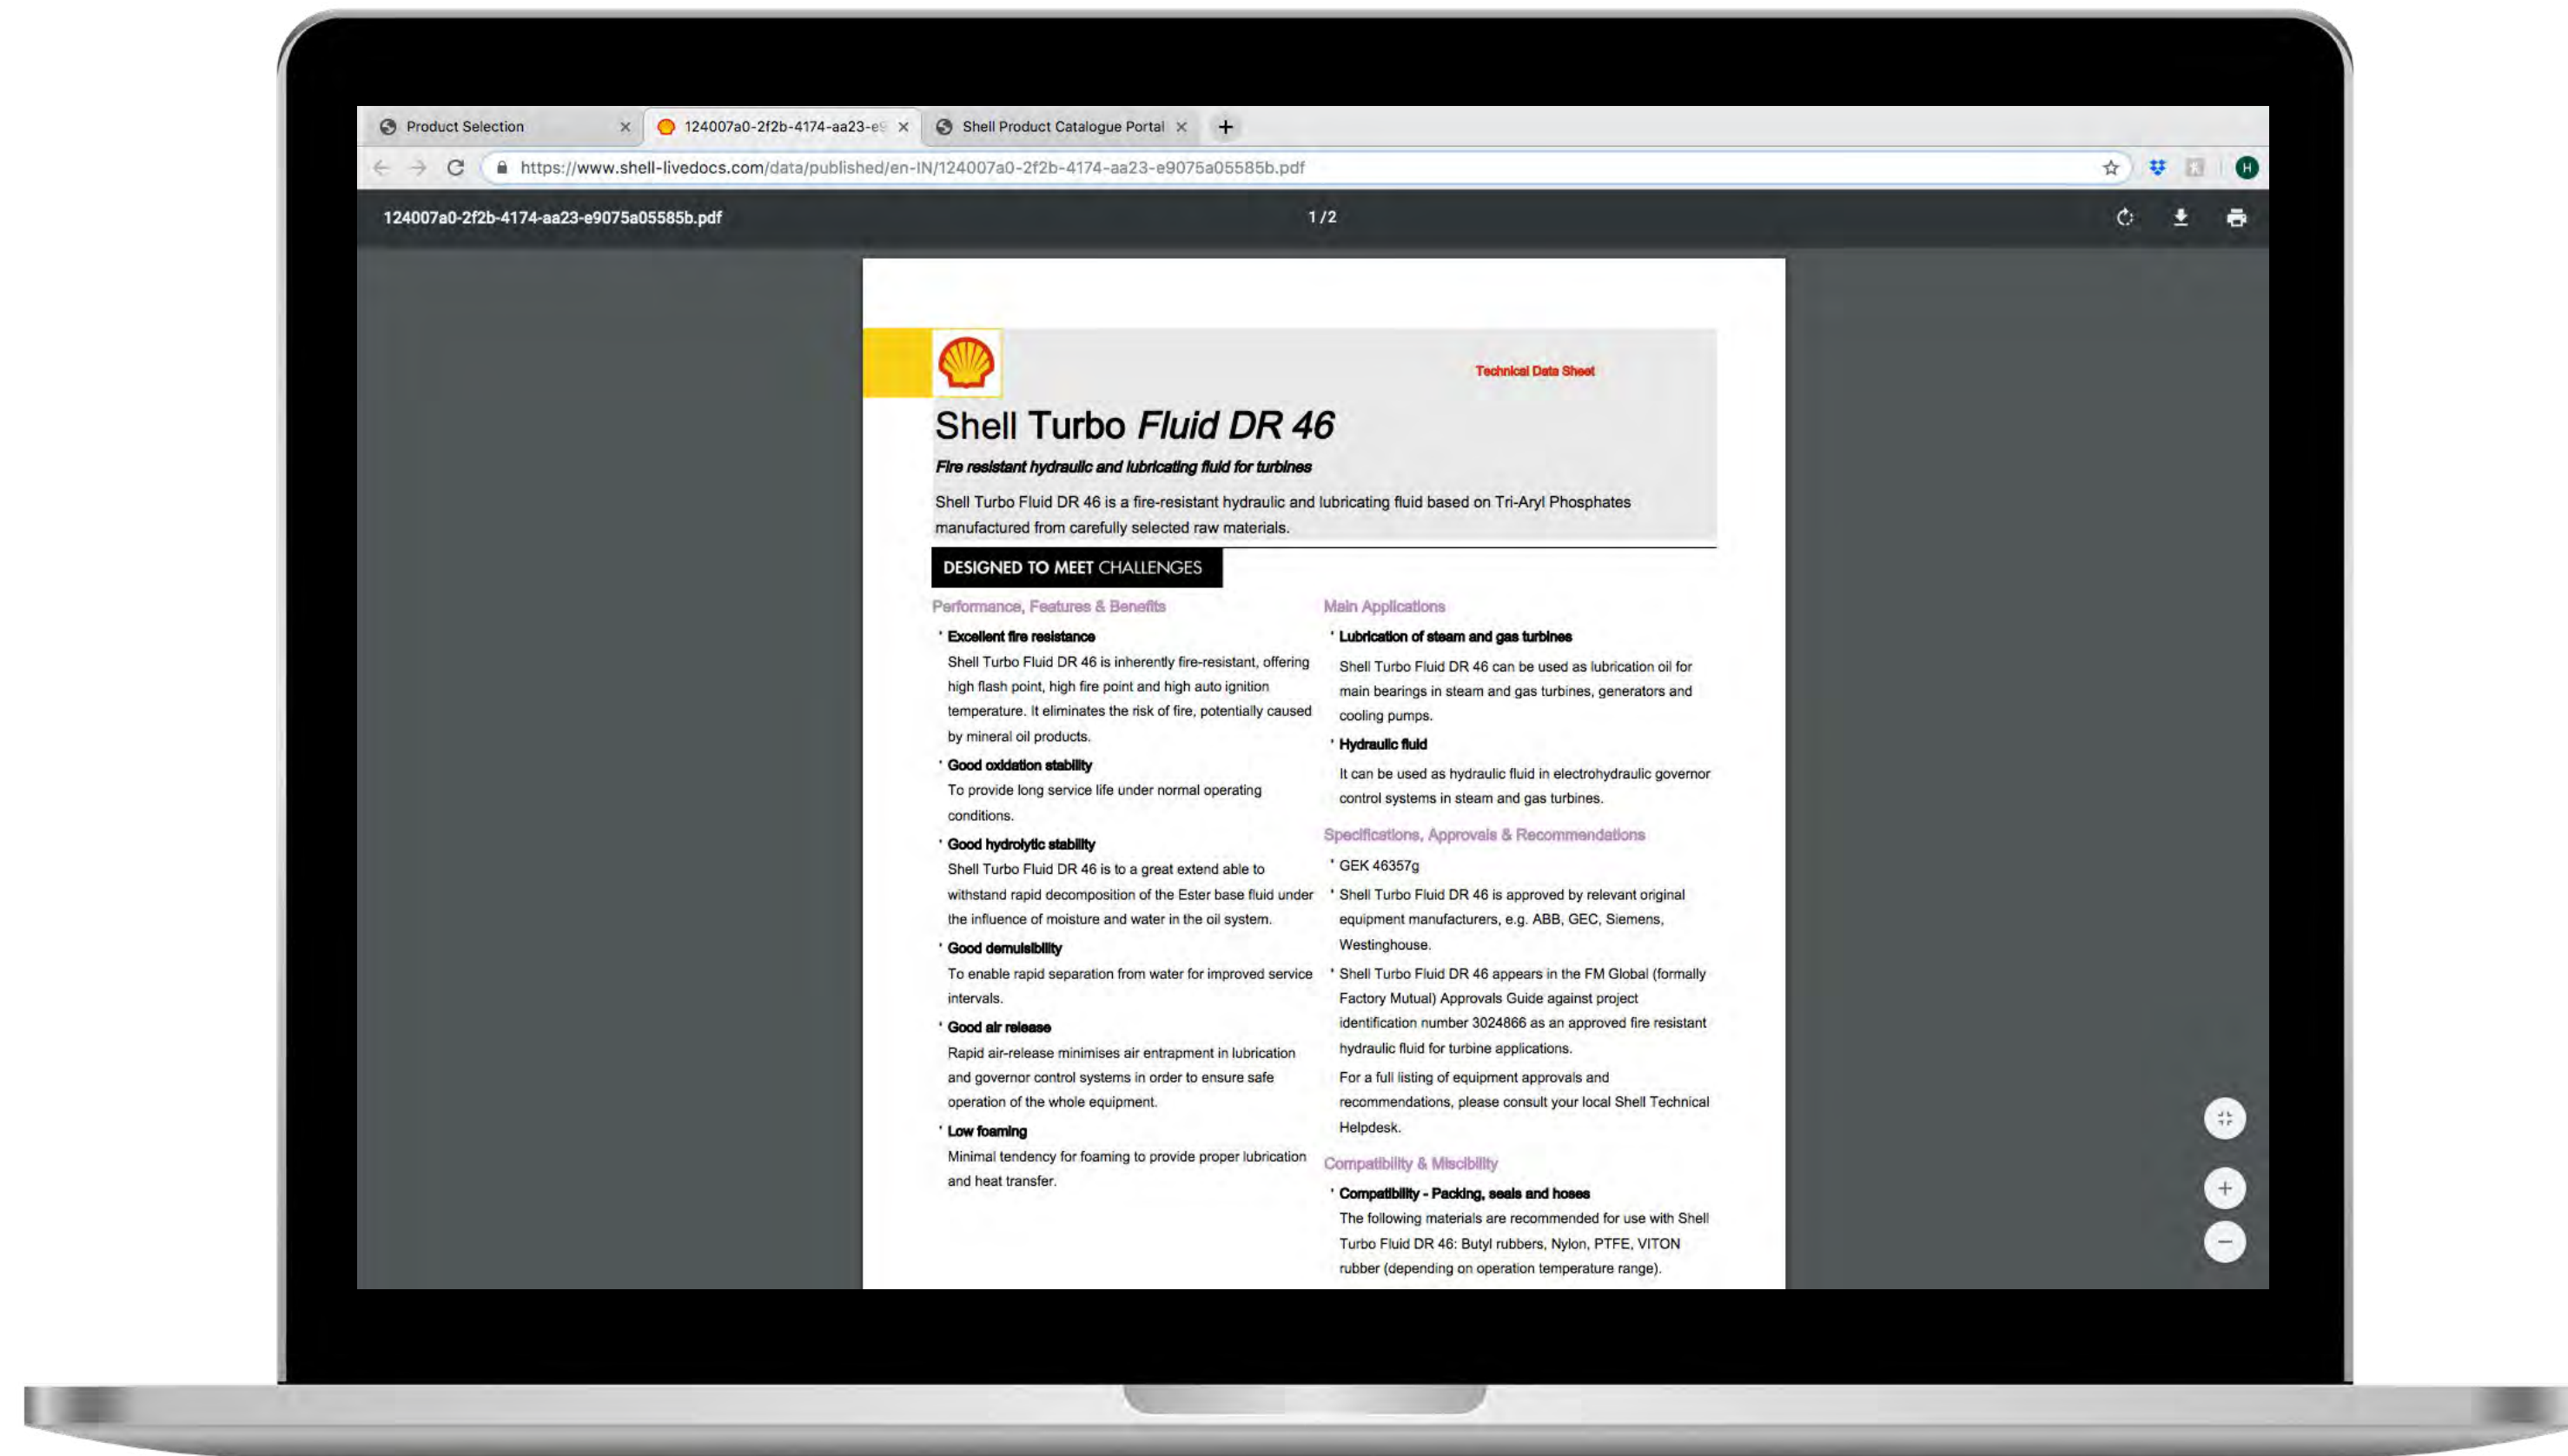 Product Selection
124007a0-2f2b-4174-aa23-e9
Shell Product Catalogue Portal
https://www.shell-livedocs.com/data/published/en-IN/124007a0-2f2b-4174-aa23-e9075a05585b.pdf
H
124007a0-2f2b-4174-aa23-e9075a05585b.pdf
1 / 2
Technical Data Sheet
Shell Turbo Fluid DR 46
Fire resistant hydraulic and lubricating fluid for turbines
Shell Turbo Fluid DR 46 is a fire-resistant hydraulic and lubricating fluid based on Tri-Aryl Phosphates
manufactured from carefully selected raw materials.
DESIGNED TO MEET CHALLENGES
Performance, Features & Benefits
· Excellent fire resistance
Shell Turbo Fluid DR 46 is inherently fire-resistant, offering
high flash point, high fire point and high auto ignition
temperature. It eliminates the risk of fire, potentially caused
by mineral oil products.
· Good oxidation stability
To provide long service life under normal operating
conditions.
· Good hydrolytic stability
Shell Turbo Fluid DR 46 is to a great extend able to
withstand rapid decomposition of the Ester base fluid under
the influence of moisture and water in the oil system.
· Good demulsibility
To enable rapid separation from water for improved service
intervals.
· Good air release
Rapid air-release minimises air entrapment in lubrication
and governor control systems in order to ensure safe
operation of the whole equipment.
· Low foaming
Minimal tendency for foaming to provide proper lubrication
and heat transfer.
Main Applications
· Lubrication of steam and gas turbines
Shell Turbo Fluid DR 46 can be used as lubrication oil for
main bearings in steam and gas turbines, generators and
cooling pumps.
· Hydraulic fluid
It can be used as hydraulic fluid in electrohydraulic governor
control systems in steam and gas turbines.
Specifications, Approvals & Recommendations
· GEK 46357g
· Shell Turbo Fluid DR 46 is approved by relevant original
equipment manufacturers, e.g. ABB, GEC, Siemens,
Westinghouse.
· Shell Turbo Fluid DR 46 appears in the FM Global (formally
Factory Mutual) Approvals Guide against project
identification number 3024866 as an approved fire resistant
hydraulic fluid for turbine applications.
For a full listing of equipment approvals and
recommendations, please consult your local Shell Technical
Helpdesk.
Compatibility & Miscibility
· Compatibility - Packing, seals and hoses
The following materials are recommended for use with Shell
Turbo Fluid DR 46: Butyl rubbers, Nylon, PTFE, VITON
rubber (depending on operation temperature range).